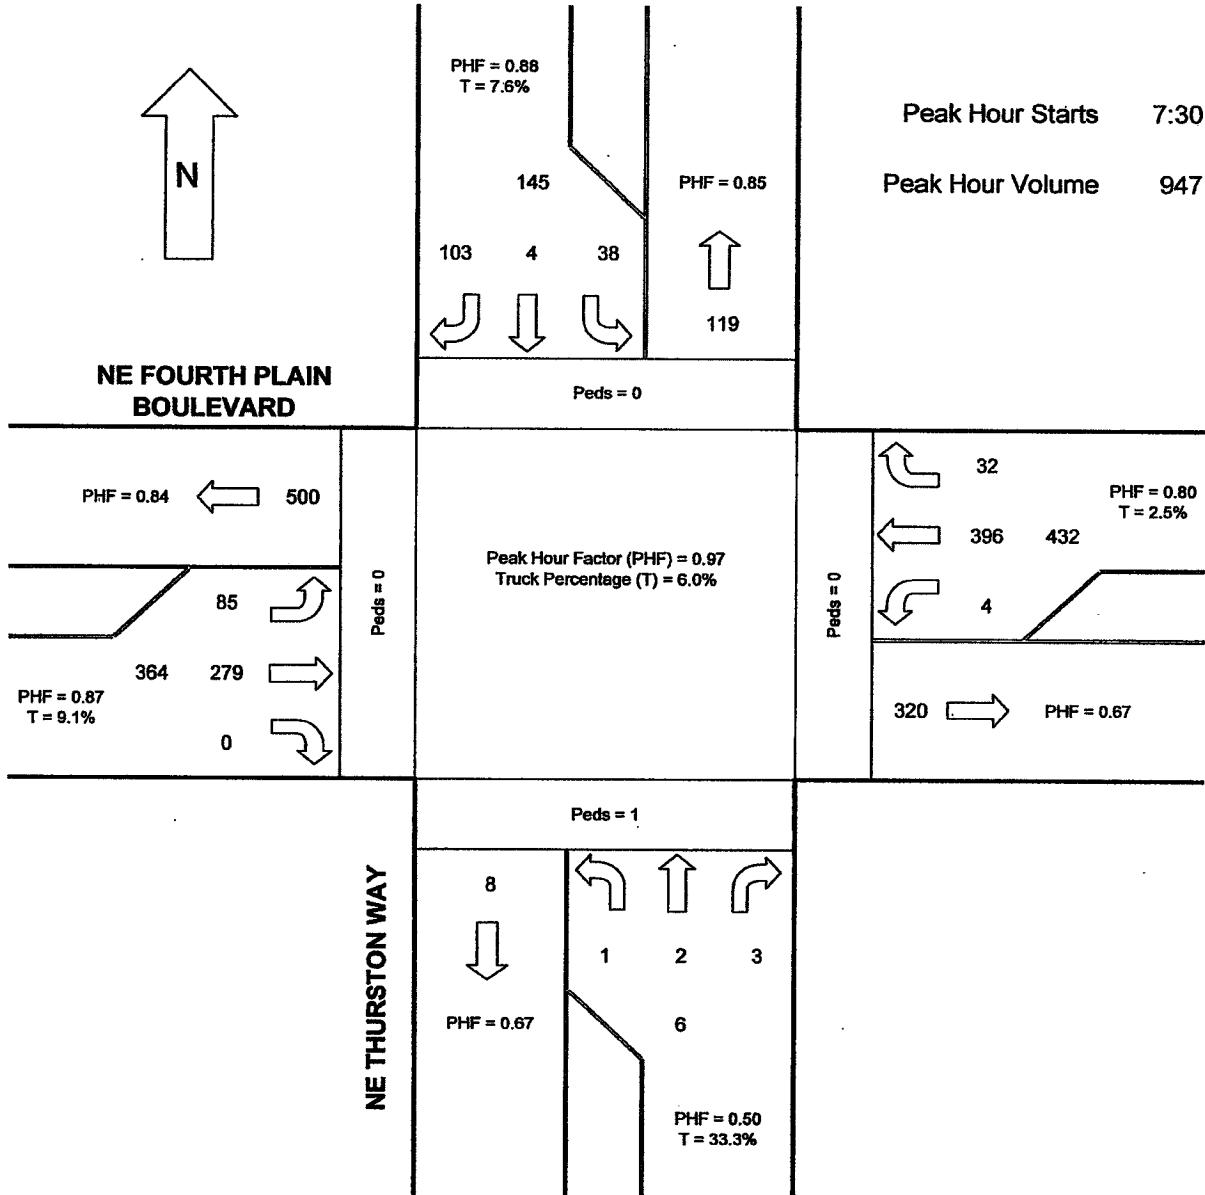 PHF = 0.88
T = 7.6%
Peak Hour Starts 7:30
Peak Hour Volume 947
N
145
PHF = 0.85
103 4 38
119
NE FOURTH PLAIN
BOULEVARD
Peds = 0
PHF = 0.84 500
32
PHF = 0.80
T = 2.5%
396 432
4
Peak Hour Factor (PHF) = 0.97
Truck Percentage (T) = 6.0%
Peds = 0
Peds = 0
85
364 279
PHF = 0.87
T = 9.1%
0
320 PHF = 0.67
Peds = 1
NE THURSTON WAY
8
1 2 3
PHF = 0.67
6
PHF = 0.50
T = 33.3%